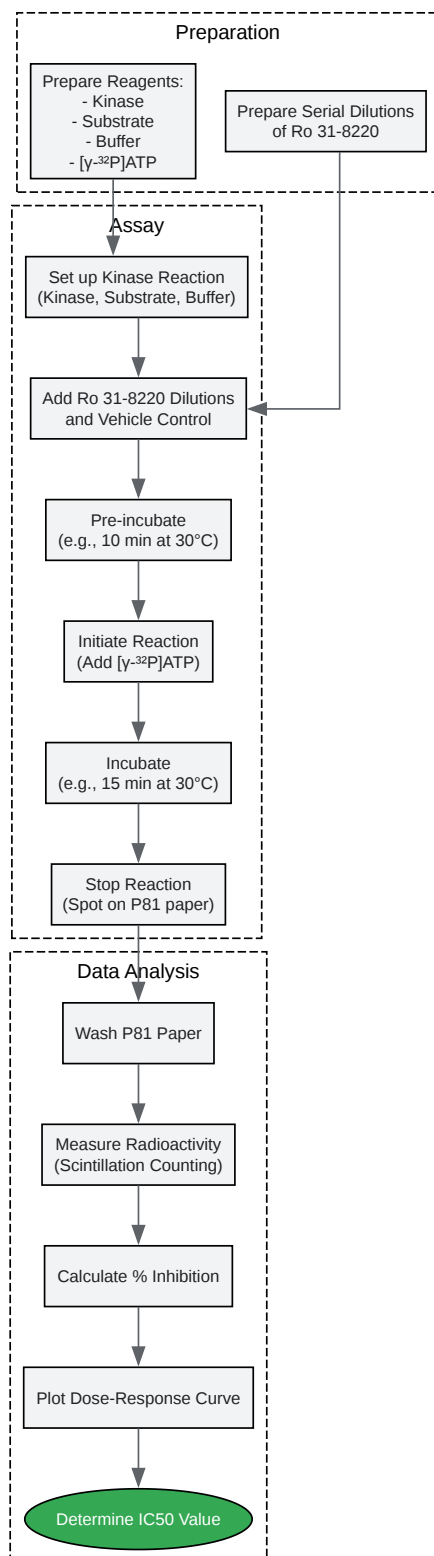 Preparation
Prepare Reagents:
- Kinase
- Substrate
- Buffer
- [γ-³²P]ATP
Prepare Serial Dilutions
of Ro 31-8220
Assay
Set up Kinase Reaction
(Kinase, Substrate, Buffer)
Add Ro 31-8220 Dilutions
and Vehicle Control
Pre-incubate
(e.g., 10 min at 30°C)
Initiate Reaction
(Add [γ-³²P]ATP)
Incubate
(e.g., 15 min at 30°C)
Stop Reaction
(Spot on P81 paper)
Data Analysis
Wash P81 Paper
Measure Radioactivity
(Scintillation Counting)
Calculate % Inhibition
Plot Dose-Response Curve
Determine IC50 Value